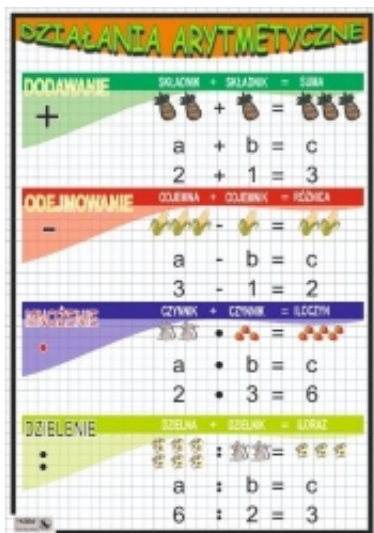 DZIAŁANIA ARYTMETYCZNE
DODAWANIE
SKŁADNIK + SKŁADNIK = SUMA
+
+ =
a + b = c
2 + 1 = 3
ODEJMOWANIE
ODJEMNA + ODJEMNIK = RÓŻNICA
-
- =
a - b = c
3 - 1 = 2
MNOŻENIE
CZYNNIK + CZYNNIK = ILOCZYN
•
• =
a • b = c
2 • 3 = 6
DZIELENIE
DZIELNA + DZIELNIK = ILORAZ
:
: =
a : b = c
6 : 2 = 3